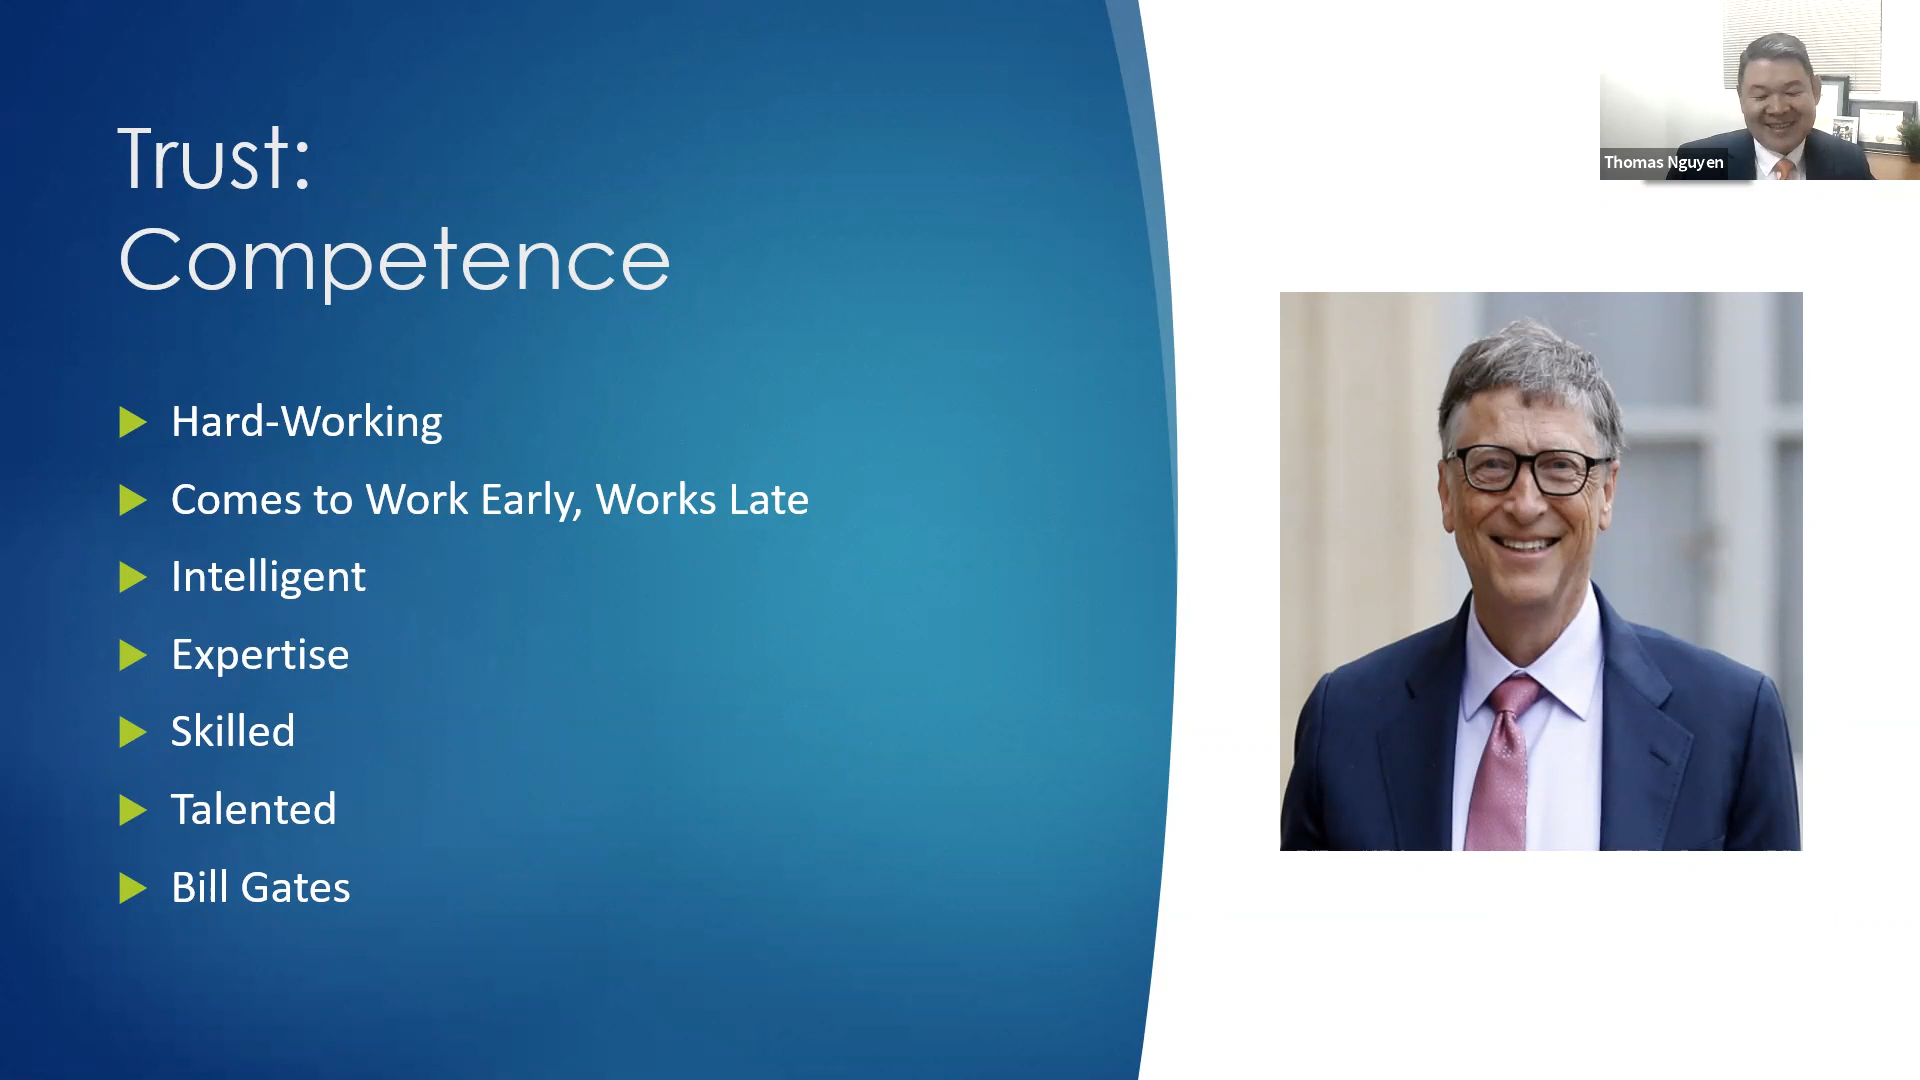 Trust:
Competence
Hard-Working
Comes to Work Early, Works Late
Intelligent
Expertise
Skilled
Talented
Bill Gates
Thomas Nguyen